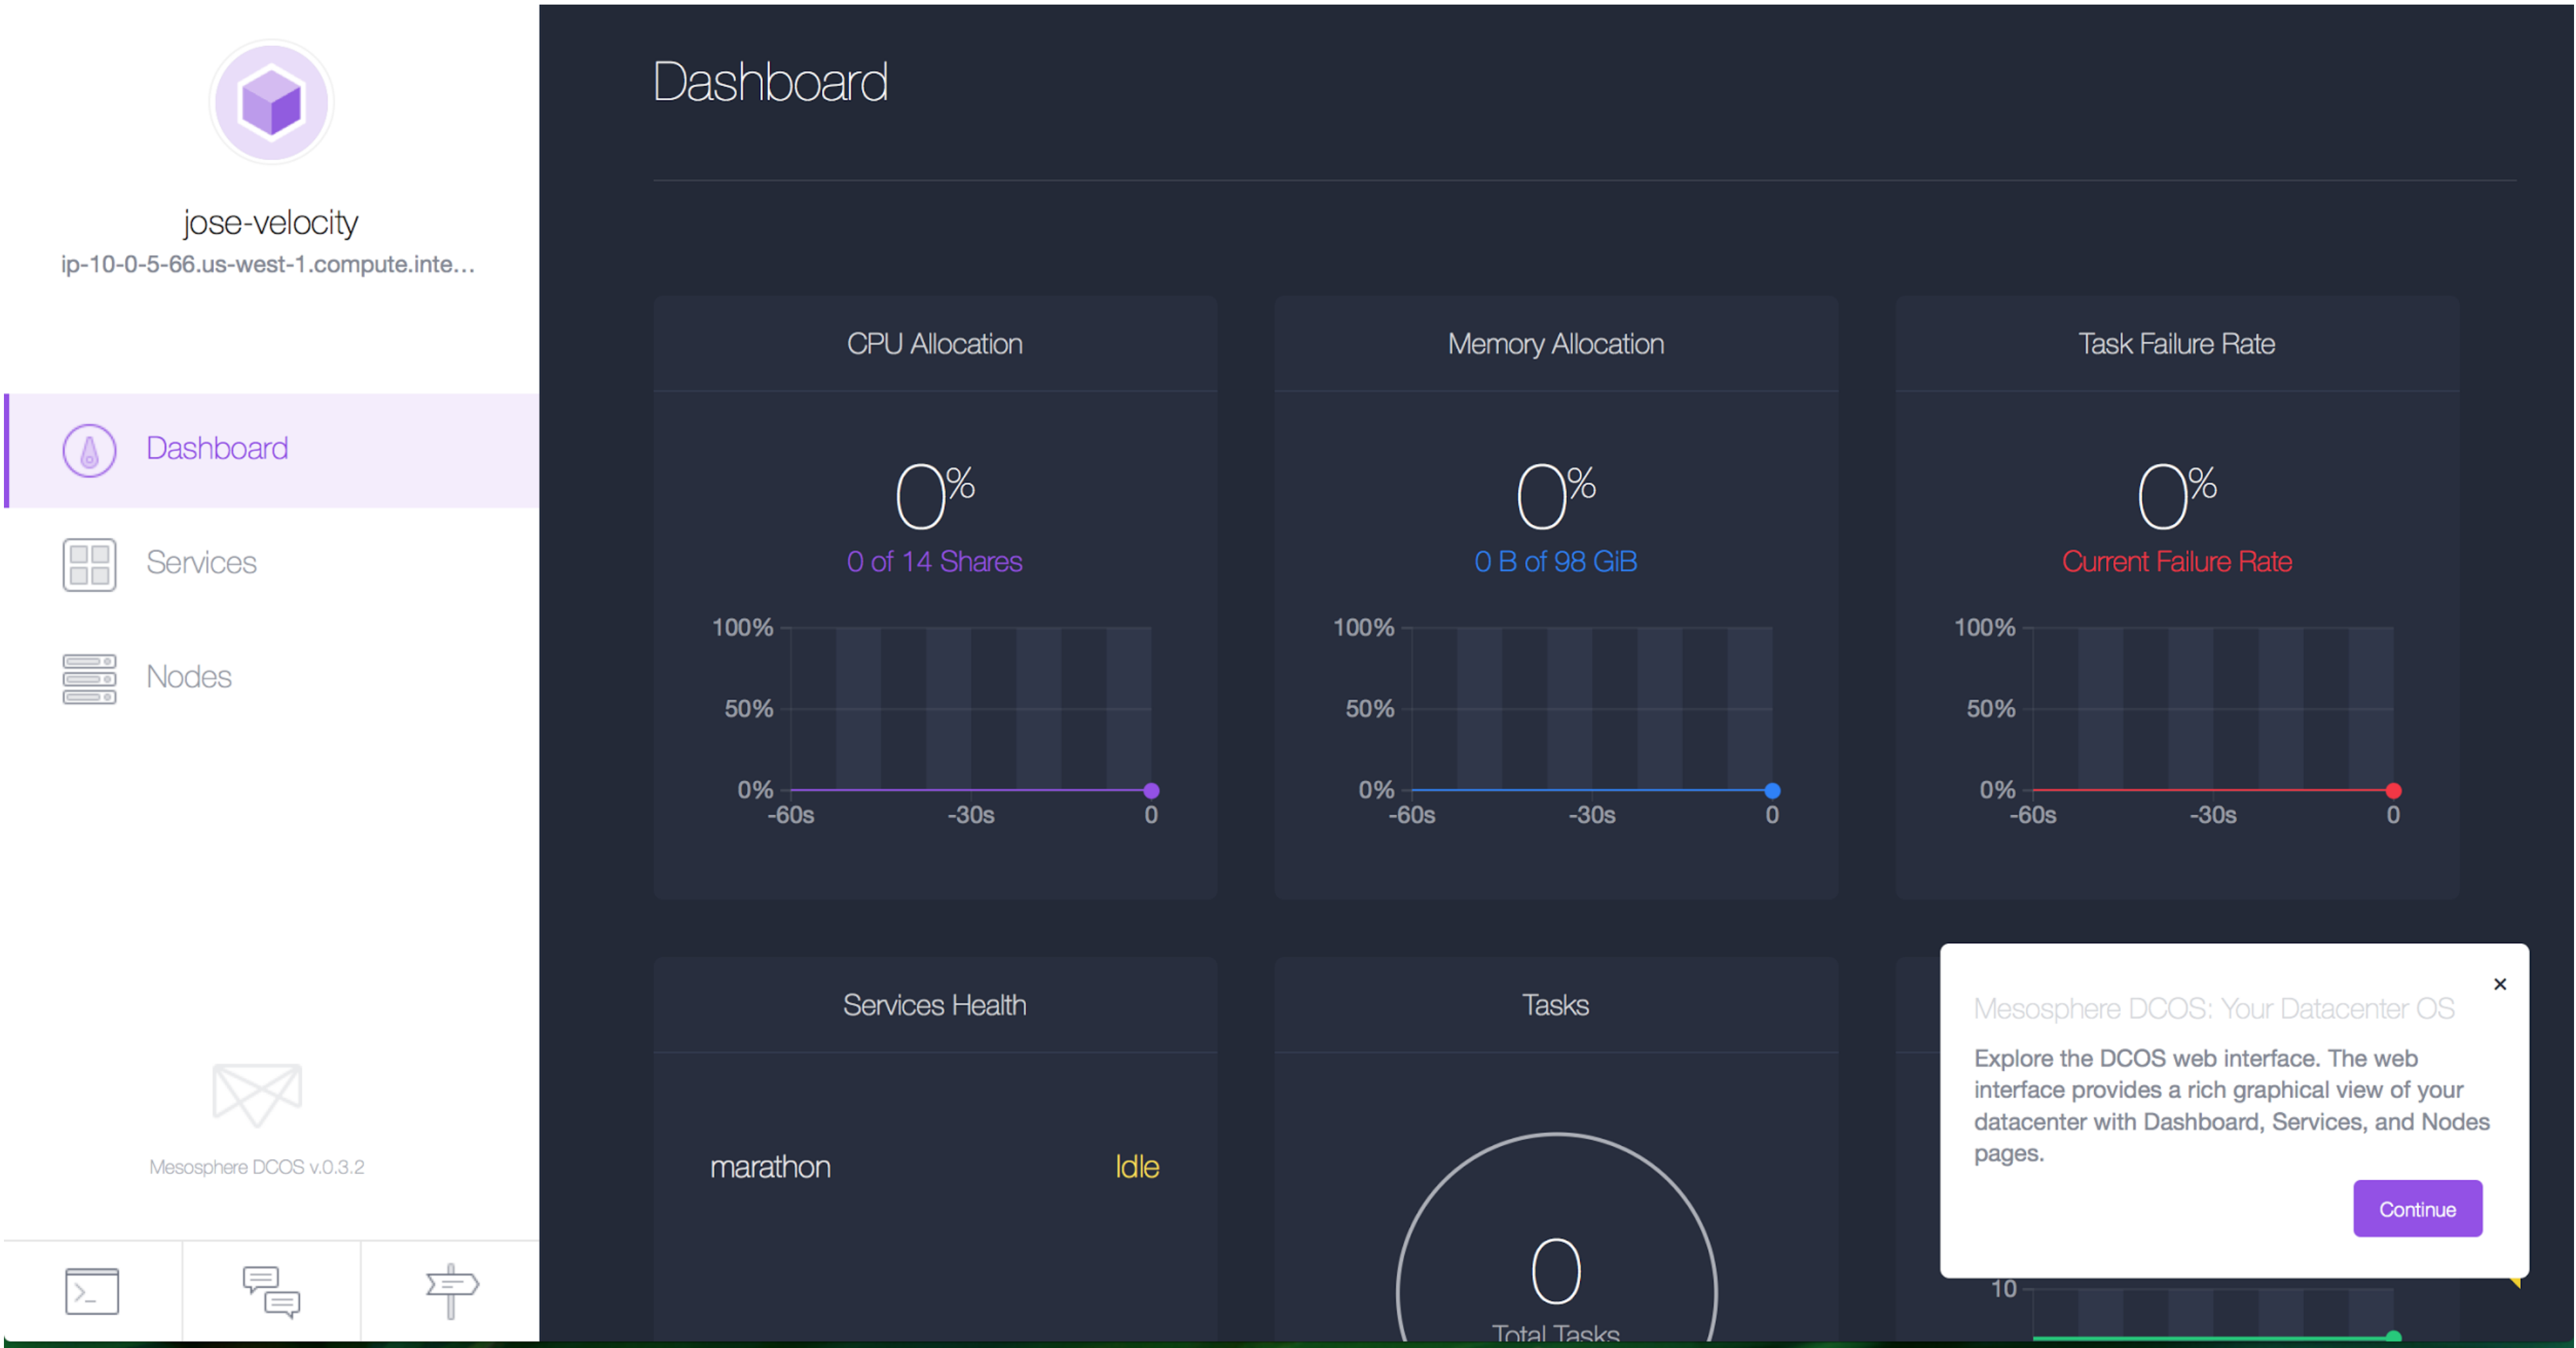 jose-velocity
ip-10-0-5-66.us-west-1.compute.inte...
Dashboard
Services
Nodes
Mesosphere DCOS v.0.3.2
>_
Dashboard
CPU Allocation
0%
0 of 14 Shares
100%
50%
0%
-60s -30s 0
Memory Allocation
0%
0 B of 98 GiB
100%
50%
0%
-60s -30s 0
Task Failure Rate
0%
Current Failure Rate
100%
50%
0%
-60s -30s 0
Services Health
marathon Idle
Tasks
0
Total Tasks
×
Mesosphere DCOS: Your Datacenter OS
Explore the DCOS web interface. The web
interface provides a rich graphical view of your
datacenter with Dashboard, Services, and Nodes
pages.
Continue
10